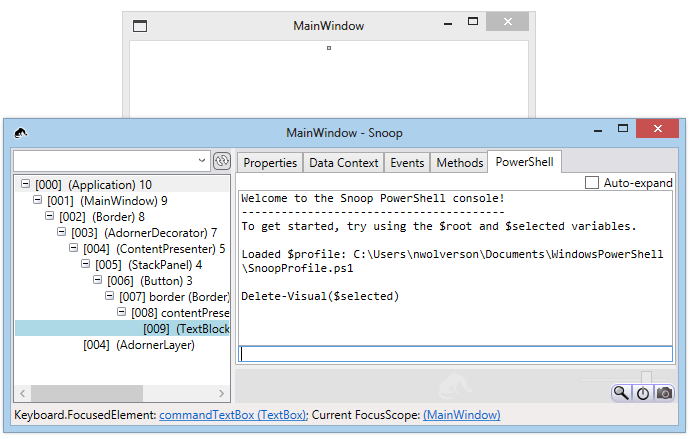 MainWindow
MainWindow - Snoop
Properties
Data Context
Events
Methods
PowerShell
Auto-expand
[000] (Application) 10
[001] (MainWindow) 9
[002] (Border) 8
[003] (AdornerDecorator) 7
[004] (ContentPresenter) 5
[005] (StackPanel) 4
[006] (Button) 3
[007] border (Border)
[008] contentPrese
[009] (TextBlock
[004] (AdornerLayer)
Welcome to the Snoop PowerShell console!
----------------------------------------
To get started, try using the $root and $selected variables.
Loaded $profile: C:\Users\nwolverson\Documents\WindowsPowerShell
\SnoopProfile.ps1
Delete-Visual($selected)
Keyboard.FocusedElement: commandTextBox (TextBox); Current FocusScope: (MainWindow)